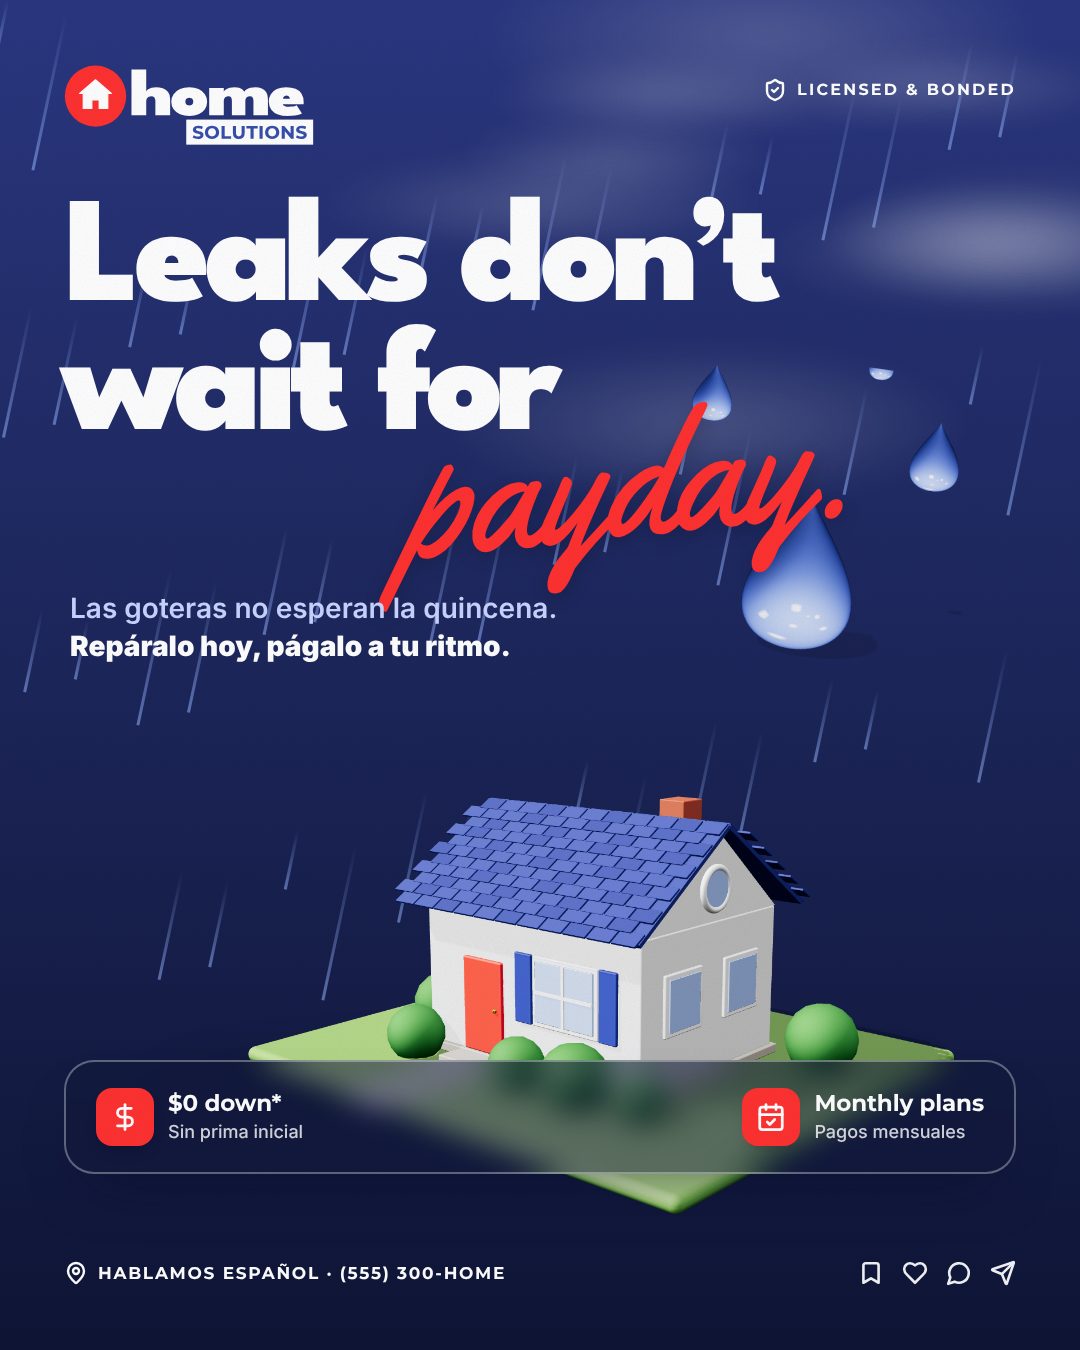 home
SOLUTIONS
LICENSED & BONDED
Leaks don’t
wait for
payday.
Las goteras no esperan la quincena.
Repáralo hoy, págalo a tu ritmo.
$0 down*
Sin prima inicial
Monthly plans
Pagos mensuales
HABLAMOS ESPAÑOL · (555) 300-HOME